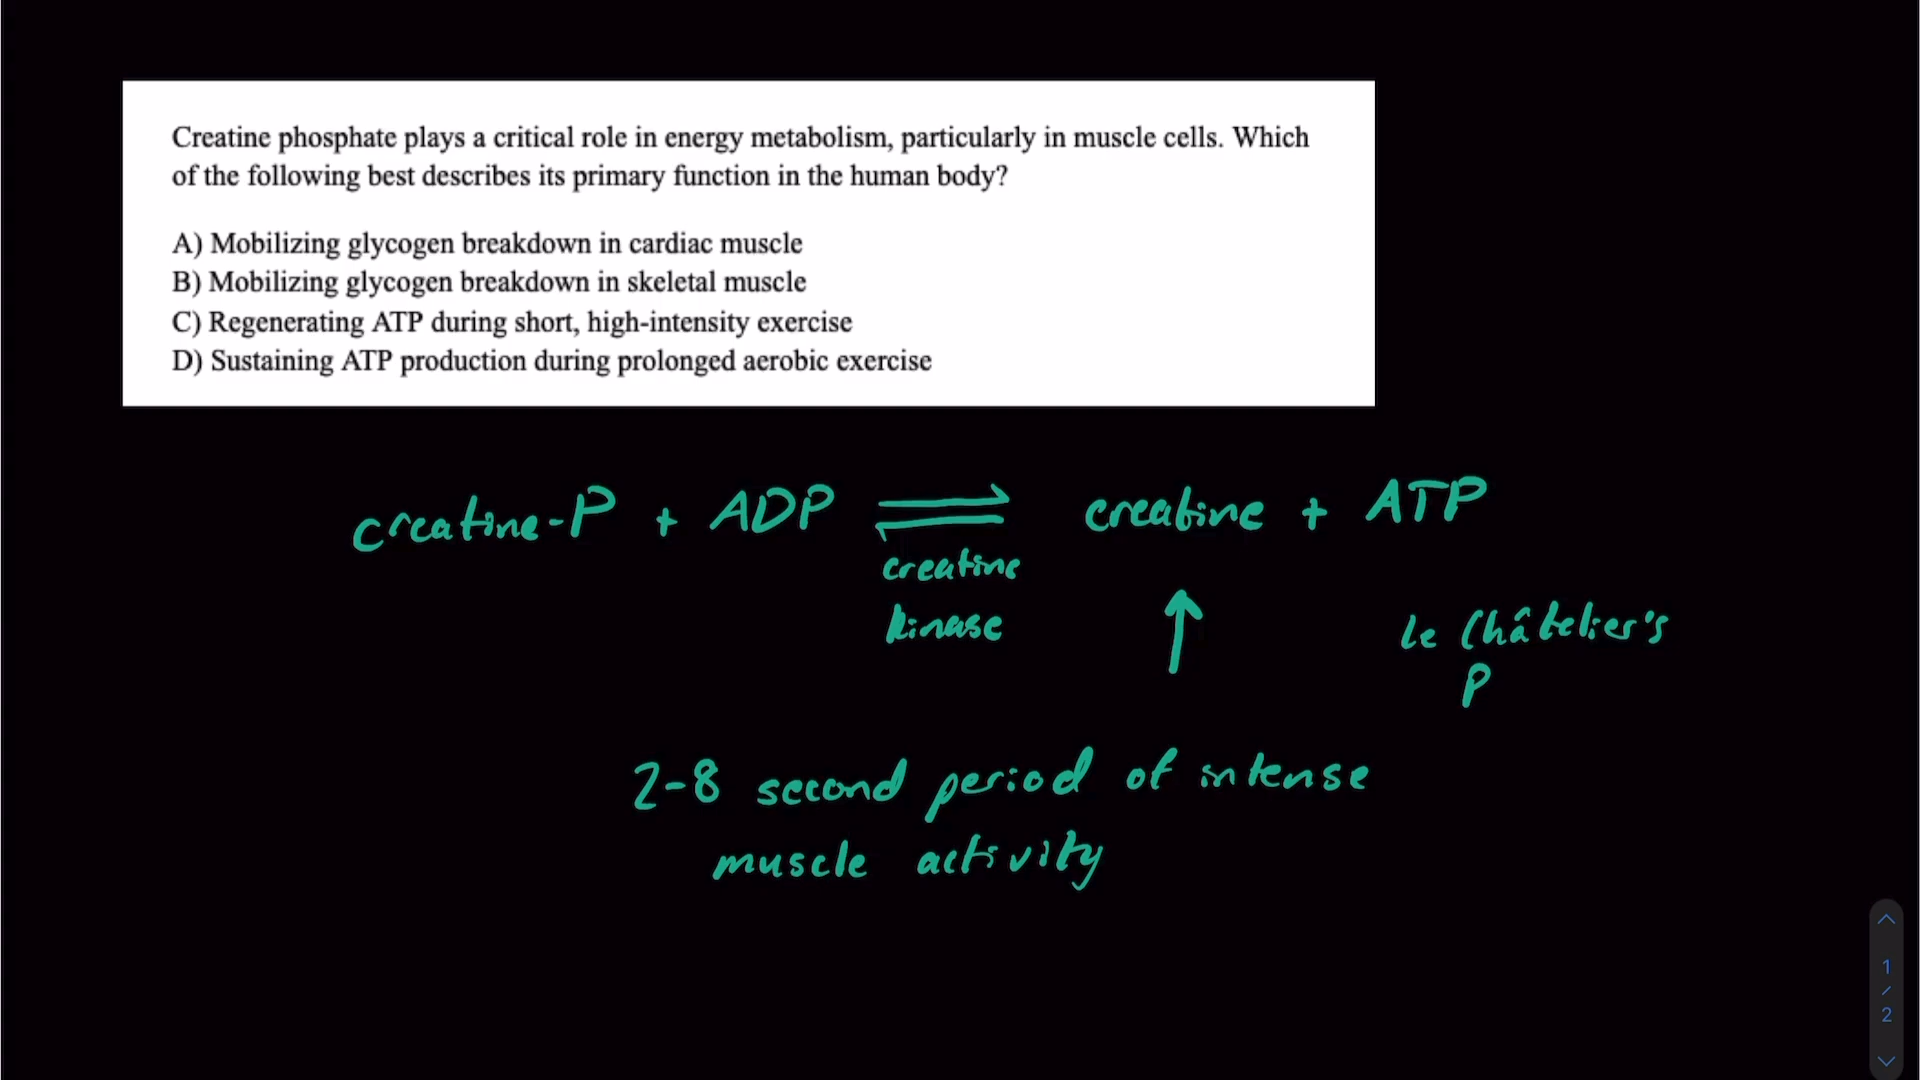 Creatine phosphate plays a critical role in energy metabolism, particularly in muscle cells. Which
of the following best describes its primary function in the human body?
A) Mobilizing glycogen breakdown in cardiac muscle
B) Mobilizing glycogen breakdown in skeletal muscle
C) Regenerating ATP during short, high-intensity exercise
D) Sustaining ATP production during prolonged aerobic exercise
creatine-P + ADP ⇌ creatine + ATP
creatine
kinase
↑
le Châtelier's
P
2-8 second period of intense
muscle activity
1
/
2